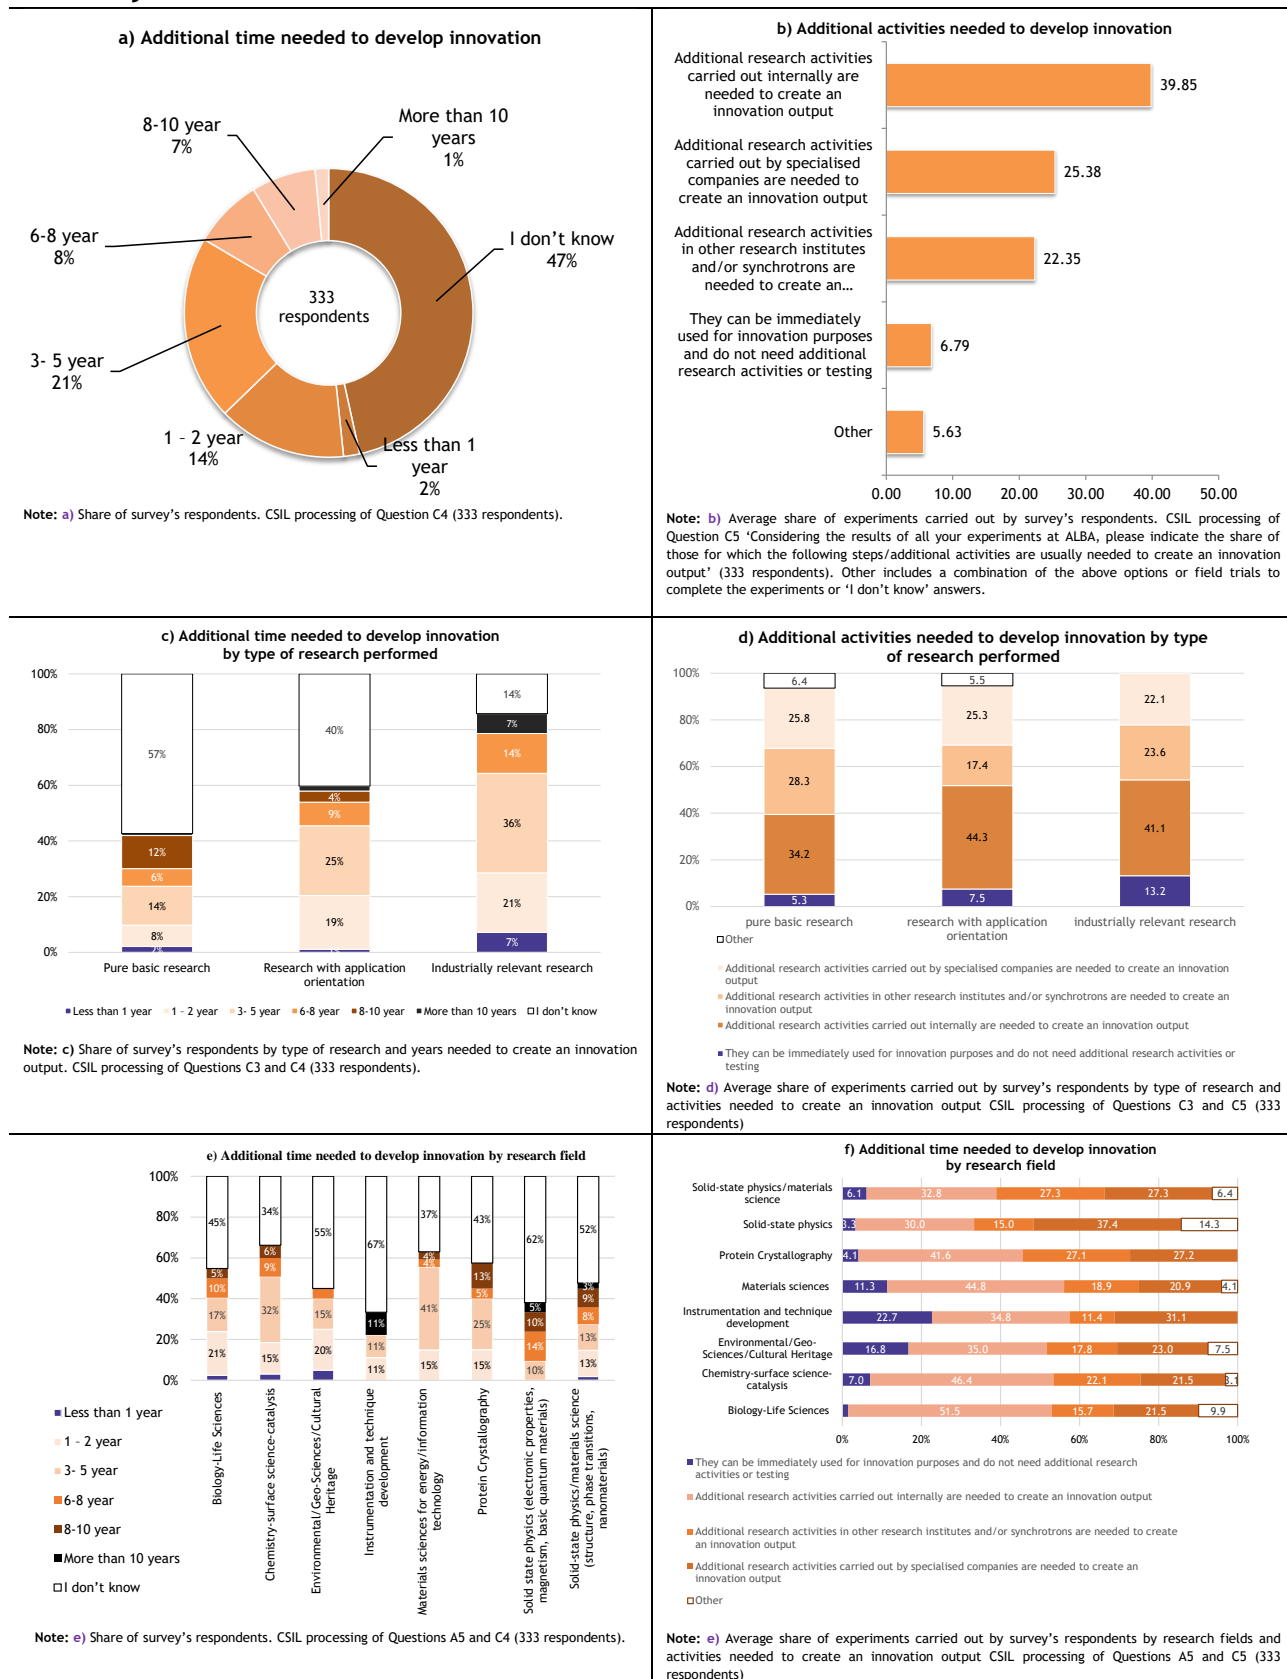 a) Additional time needed to develop innovation
More than 10
years
1%
8-10 year
7%
6-8 year
8%
I don't know
47%
333
respondents
3- 5 year
21%
1 – 2 year
14%
Less than 1
year
2%
Note: a) Share of survey's respondents. CSIL processing of Question C4 (333 respondents).
b) Additional activities needed to develop innovation
Additional research activities
carried out internally are
needed to create an
innovation output
39.85
Additional research activities
carried out by specialised
companies are needed to
create an innovation output
25.38
Additional research activities
in other research institutes
and/or synchrotrons are
needed to create an…
22.35
They can be immediately
used for innovation purposes
and do not need additional
research activities or testing
6.79
Other
5.63
0.00 10.00 20.00 30.00 40.00 50.00
Note: b) Average share of experiments carried out by survey's respondents. CSIL processing of
Question C5 'Considering the results of all your experiments at ALBA, please indicate the share of
those for which the following steps/additional activities are usually needed to create an innovation
output' (333 respondents). Other includes a combination of the above options or field trials to
complete the experiments or 'I don't know' answers.
c) Additional time needed to develop innovation
by type of research performed
100%
80%
60%
40%
20%
0%
57%
12%
6%
14%
8%
2%
40%
4%
9%
25%
19%
1%
14%
7%
14%
36%
21%
7%
Pure basic research
Research with application
orientation
Industrially relevant research
Less than 1 year 1 – 2 year 3- 5 year 6-8 year 8-10 year More than 10 years I don't know
Note: c) Share of survey's respondents by type of research and years needed to create an innovation
output. CSIL processing of Questions C3 and C4 (333 respondents).
d) Additional activities needed to develop innovation by type
of research performed
100%
80%
60%
40%
20%
0%
6.4
25.8
28.3
34.2
5.3
5.5
25.3
17.4
44.3
7.5
22.1
23.6
41.1
13.2
pure basic research
research with application
orientation
industrially relevant research
Other
Additional research activities carried out by specialised companies are needed to create an innovation
output
Additional research activities in other research institutes and/or synchrotrons are needed to create an
innovation output
Additional research activities carried out internally are needed to create an innovation output
They can be immediately used for innovation purposes and do not need additional research activities or
testing
Note: d) Average share of experiments carried out by survey's respondents by type of research and
activities needed to create an innovation output CSIL processing of Questions C3 and C5 (333
respondents)
e) Additional time needed to develop innovation by research field
100%
80%
60%
40%
20%
0%
45%
5%
10%
17%
21%
34%
6%
9%
32%
15%
55%
15%
20%
67%
11%
11%
11%
37%
4%
4%
41%
15%
43%
13%
5%
25%
15%
62%
5%
10%
14%
10%
52%
3%
9%
8%
13%
13%
Biology-Life Sciences
Chemistry-surface science-catalysis
Environmental/Geo-Sciences/Cultural
Heritage
Instrumentation and technique
development
Materials sciences for energy/information
technology
Protein Crystallography
Solid state physics (electronic properties,
magnetism, basic quantum materials)
Solid-state physics/materials science
(structure, phase transitions,
nanomaterials)
Less than 1 year
1 – 2 year
3- 5 year
6-8 year
8-10 year
More than 10 years
I don't know
Note: e) Share of survey's respondents. CSIL processing of Questions A5 and C4 (333 respondents).
f) Additional time needed to develop innovation
by research field
Solid-state physics/materials
science
6.1 32.8 27.3 27.3 6.4
Solid-state physics
3.3 30.0 15.0 37.4 14.3
Protein Crystallography
4.1 41.6 27.1 27.2
Materials sciences
11.3 44.8 18.9 20.9 4.1
Instrumentation and technique
development
22.7 34.8 11.4 31.1
Environmental/Geo-
Sciences/Cultural Heritage
16.8 35.0 17.8 23.0 7.5
Chemistry-surface science-
catalysis
7.0 46.4 22.1 21.5 3.1
Biology-Life Sciences
51.5 15.7 21.5 9.9
0% 20% 40% 60% 80% 100%
They can be immediately used for innovation purposes and do not need additional research
activities or testing
Additional research activities carried out internally are needed to create an innovation output
Additional research activities in other research institutes and/or synchrotrons are needed to create
an innovation output
Additional research activities carried out by specialised companies are needed to create an
innovation output
Other
Note: e) Average share of experiments carried out by survey's respondents by research fields and
activities needed to create an innovation output CSIL processing of Questions A5 and C5 (333
respondents)